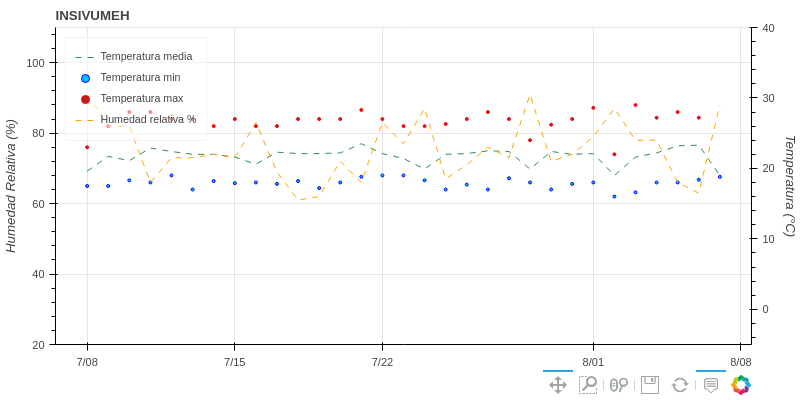 INSIVUMEH
Temperatura media
Temperatura min
Temperatura max
Humedad relativa %
Humedad Relativa (%)
100
80
60
40
20
Temperatura (°C)
40
30
20
10
0
7/08
7/15
7/22
8/01
8/08